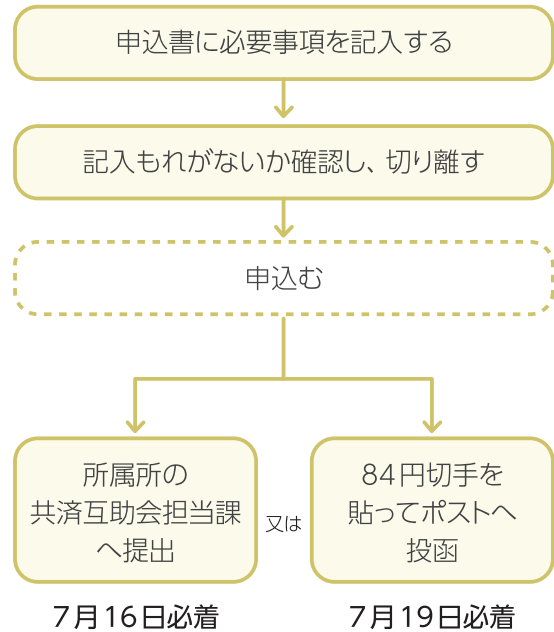 申込書に必要事項を記入する
記入もれがないか確認し、切り離す
申込む
所属所の
共済互助会担当課
へ提出
又は
84円切手を
貼ってポストへ
投函
7月16日必着
7月19日必着